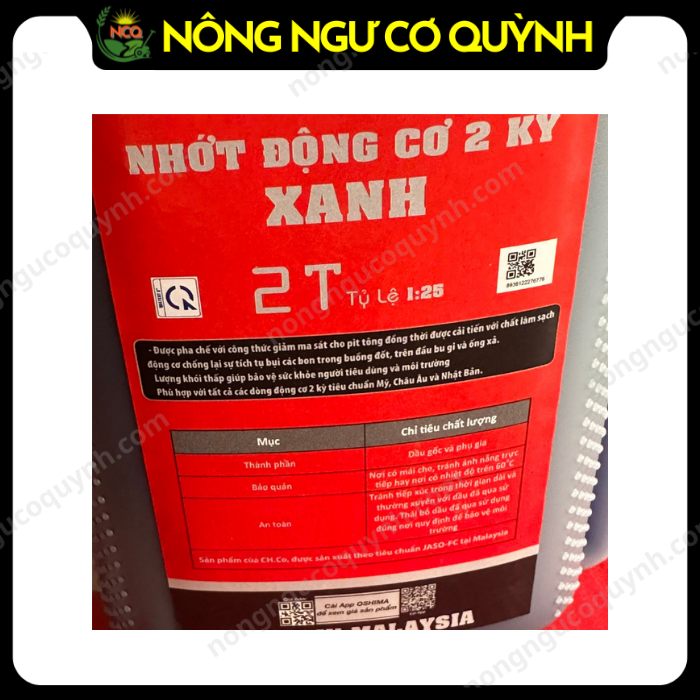 NCQ
NÔNG NGƯ CƠ QUỲNH
NHỚT ĐỘNG CƠ 2 KỲ
XANH
2T Tỷ Lệ 1:25
8936122276776
- Được pha chế với công thức giảm ma sát cho pit tông đồng thời được cải tiến với chất làm sạch
động cơ chống lại sự tích tụ bụi các bon trong buồng đốt, trên đầu bu gi và ống xả.
Lượng khói thấp giúp bảo vệ sức khỏe người tiêu dùng và môi trường
Phù hợp với tất cả các dòng động cơ 2 kỳ tiêu chuẩn Mỹ, Châu Âu và Nhật Bản.
Mục
Chỉ tiêu chất lượng
Thành phần
Dầu gốc và phụ gia
Bảo quản
Nơi có mái che, tránh ánh nắng trực
tiếp hay nơi có nhiệt độ trên 60°C
An toàn
Tránh tiếp xúc trong thời gian dài và
thường xuyên với dầu đã qua sử
dụng. Thải bỏ dầu đã qua sử dụng
đúng nơi quy định để bảo vệ môi
trường
Sản phẩm của CH.Co, được sản xuất theo tiêu chuẩn JASO-FC tại Malaysia
Cài App OSHIMA
để xem giá sản phẩm
MALAYSIA
nongngucoquynh.com